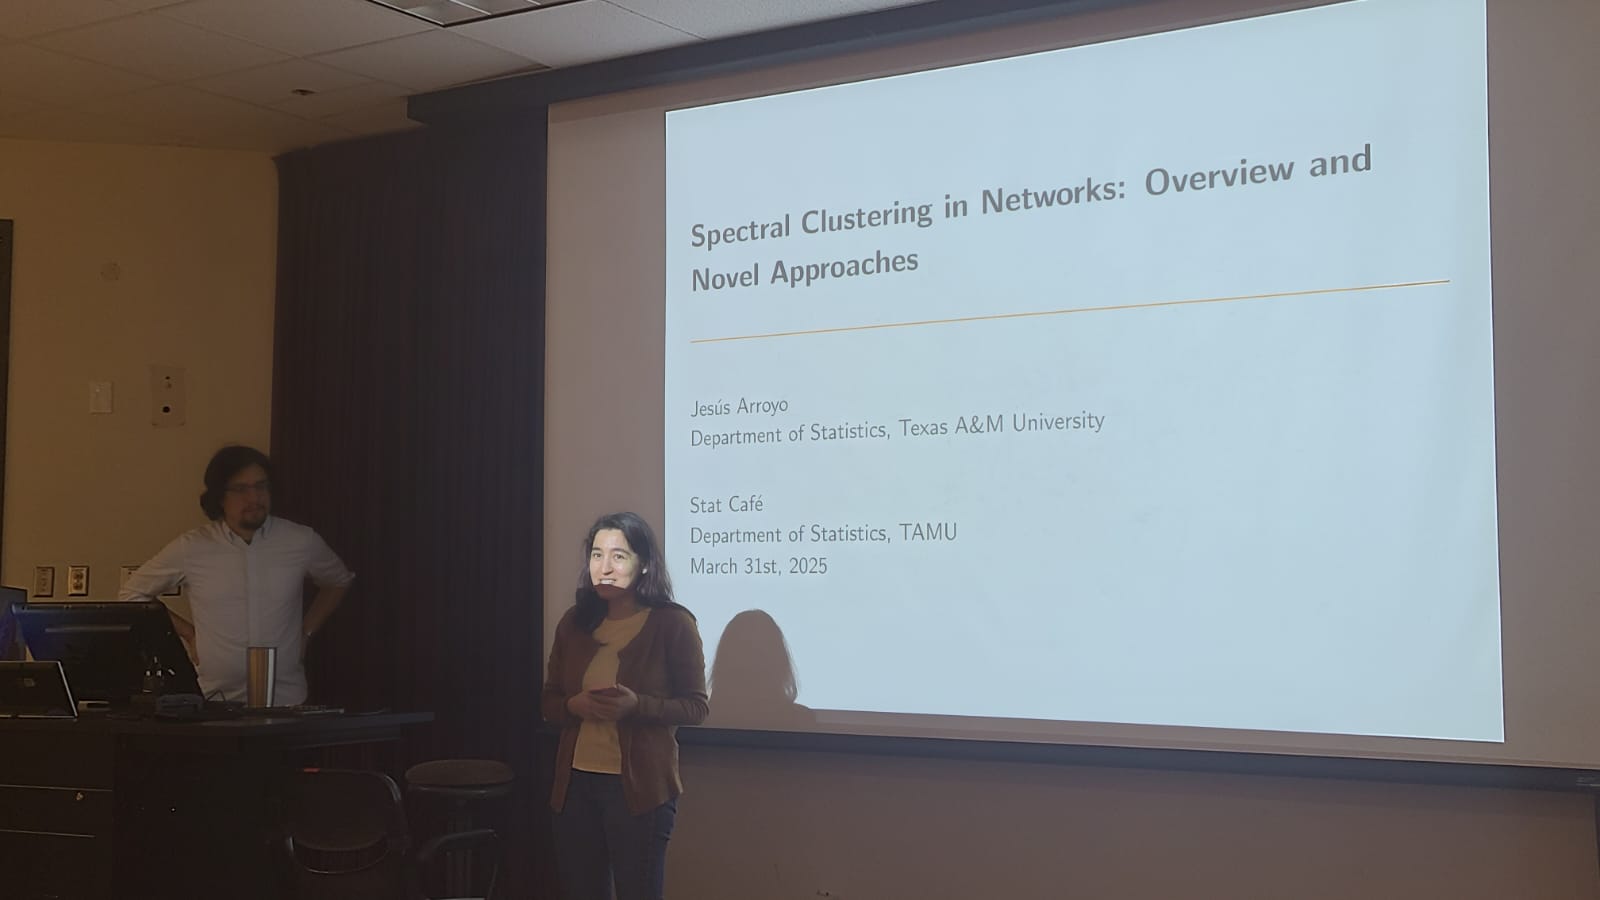 Spectral Clustering in Networks: Overview and
Novel Approaches
Jesús Arroyo
Department of Statistics, Texas A&M University
Stat Café
Department of Statistics, TAMU
March 31st, 2025